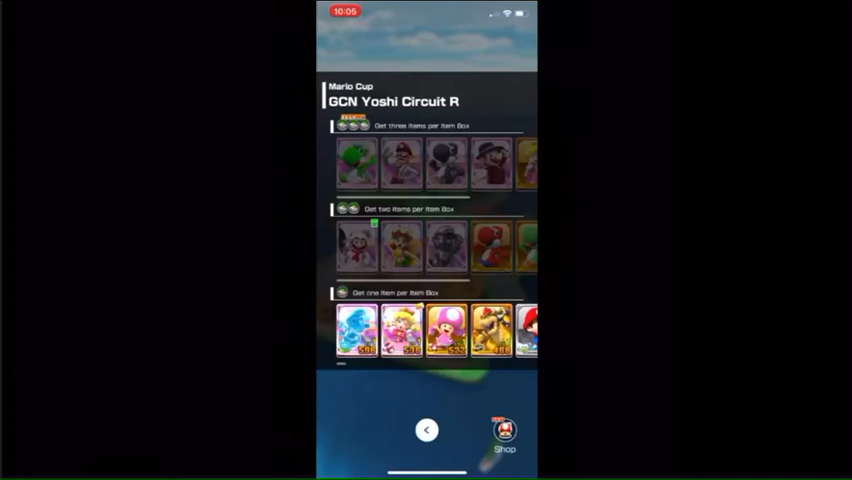 10:05
Mario Cup
GCN Yoshi Circuit R
Get three items per Item Box
Get two items per Item Box
Get one item per Item Box
Shop